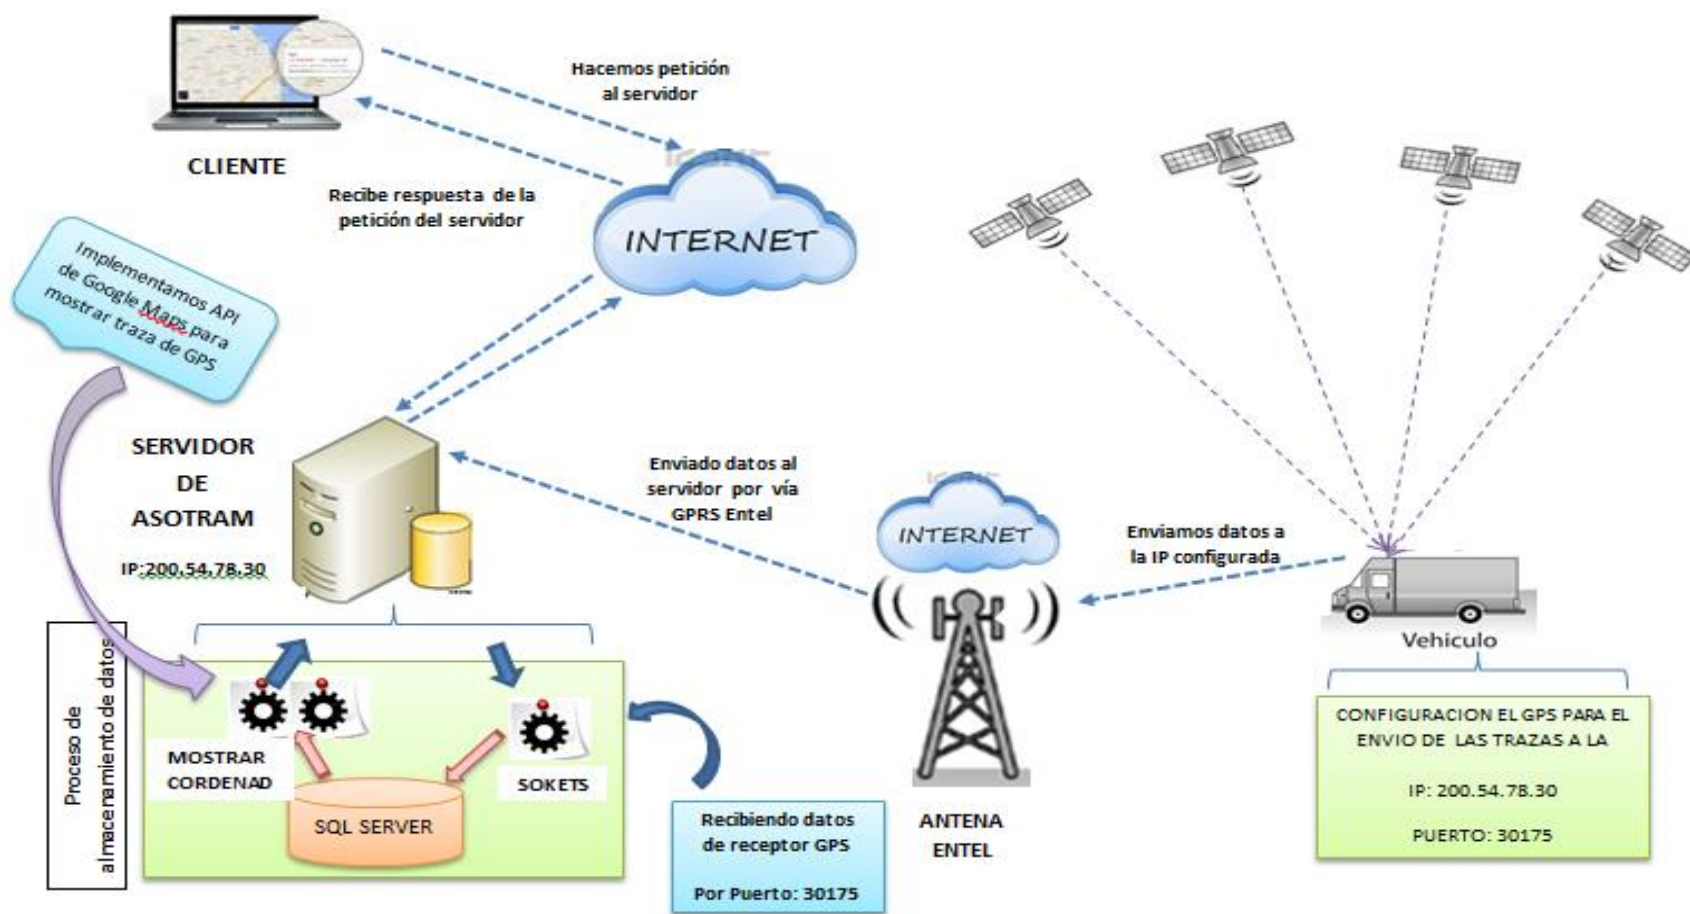 Hacemos petición
al servidor
CLIENTE
Recibe respuesta de la
petición del servidor
INTERNET
Implementamos API
de Google Maps para
mostrar traza de GPS
SERVIDOR
DE
ASOTRAM
IP:200.54.78.30
Enviado datos al
servidor por vía
GPRS Entel
INTERNET
Enviamos datos a
la IP configurada
Vehiculo
Proceso de
almacenamiento de datos
MOSTRAR
CORDENAD
SOKETS
SQL SERVER
Recibiendo datos
de receptor GPS
Por Puerto: 30175
ANTENA
ENTEL
CONFIGURACION EL GPS PARA EL
ENVIO DE LAS TRAZAS A LA
IP: 200.54.78.30
PUERTO: 30175